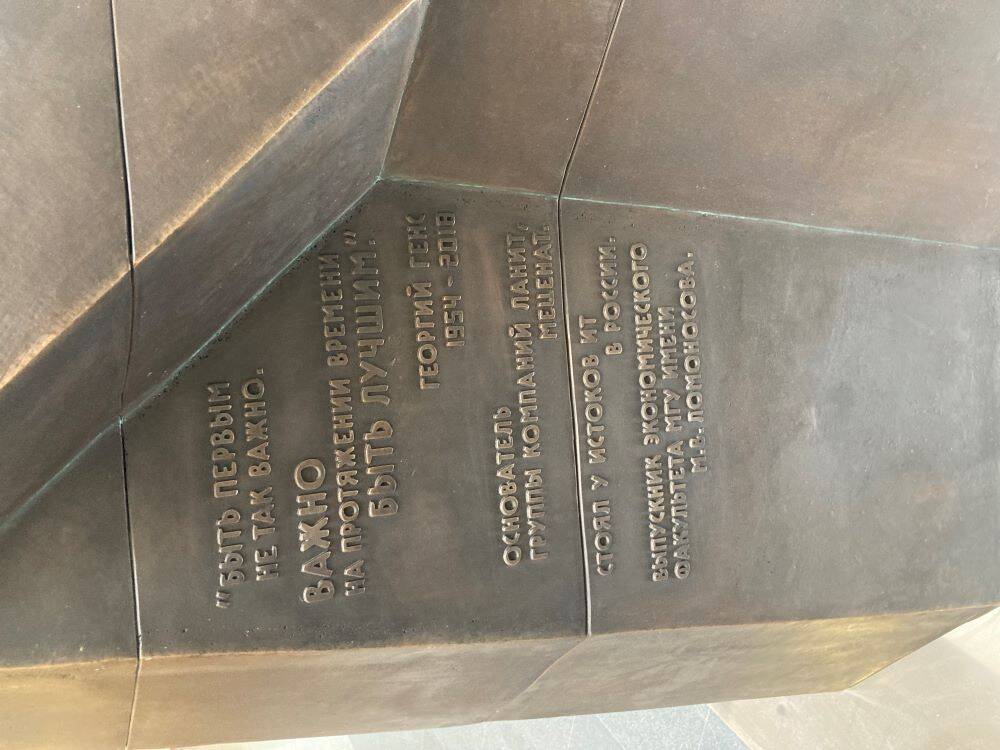 "БЫТЬ ПЕРВЫМ
НЕ ТАК ВАЖНО.
ВАЖНО
НА ПРОТЯЖЕНИИ ВРЕМЕНИ
БЫТЬ ЛУЧШИМ."
ГЕОРГИЙ ГЕНС
1954 - 2018
ОСНОВАТЕЛЬ
ГРУППЫ КОМПАНИЙ ЛАНИТ,
МЕЦЕНАТ.
СТОЯЛ У ИСТОКОВ ИТ
В РОССИИ.
ВЫПУСКНИК ЭКОНОМИЧЕСКОГО
ФАКУЛЬТЕТА МГУ ИМЕНИ
М.В. ЛОМОНОСОВА.